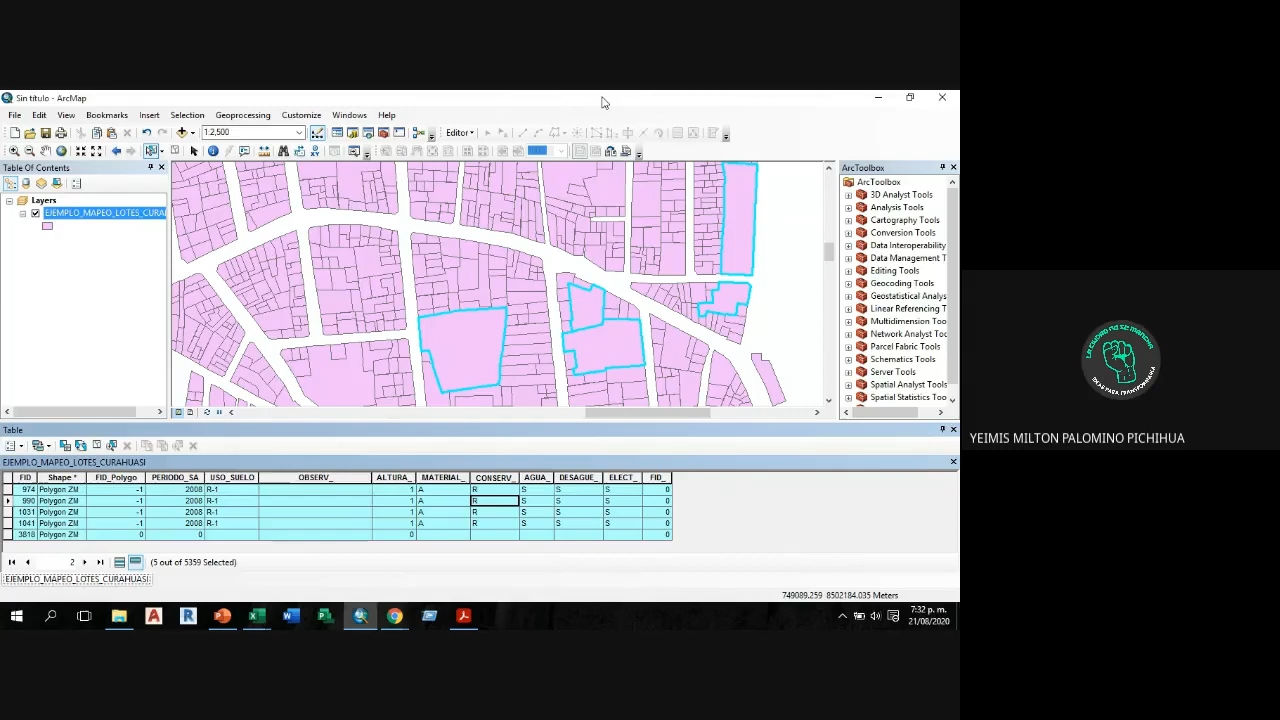 Sin título - ArcMap
File Edit View Bookmarks Insert Selection Geoprocessing Customize Windows Help
1:2,500
Editor
Table Of Contents
Layers
EJEMPLO_MAPEO_LOTES_CURA
ArcToolbox
ArcToolbox
3D Analyst Tools
Analysis Tools
Cartography Tools
Conversion Tools
Data Interoperability
Data Management T
Editing Tools
Geocoding Tools
Geostatistical Analys
Linear Referencing T
Multidimension Too
Network Analyst Too
Parcel Fabric Tools
Schematics Tools
Server Tools
Spatial Analyst Tools
Spatial Statistics Too
Table
EJEMPLO_MAPEO_LOTES_CURAHUASI
FID Shape * FID_Polygo PERIODO_SA USO_SUELO OBSERV_ ALTURA_ MATERIAL_ CONSERV_ AGUA_ DESAGUE_ ELECT_ FID_
974 Polygon ZM -1 2008 R-1 1 A R S S S 0
990 Polygon ZM -1 2008 R-1 1 A R S S S 0
1031 Polygon ZM -1 2008 R-1 1 A R S S S 0
1041 Polygon ZM -1 2008 R-1 1 A R S S S 0
3818 Polygon ZM 0 0 0 0
2 (5 out of 5359 Selected)
EJEMPLO_MAPEO_LOTES_CURAHUASI
749089.259 8502184.035 Meters
7:32 p. m.
21/08/2020
YEIMIS MILTON PALOMINO PICHIHUA